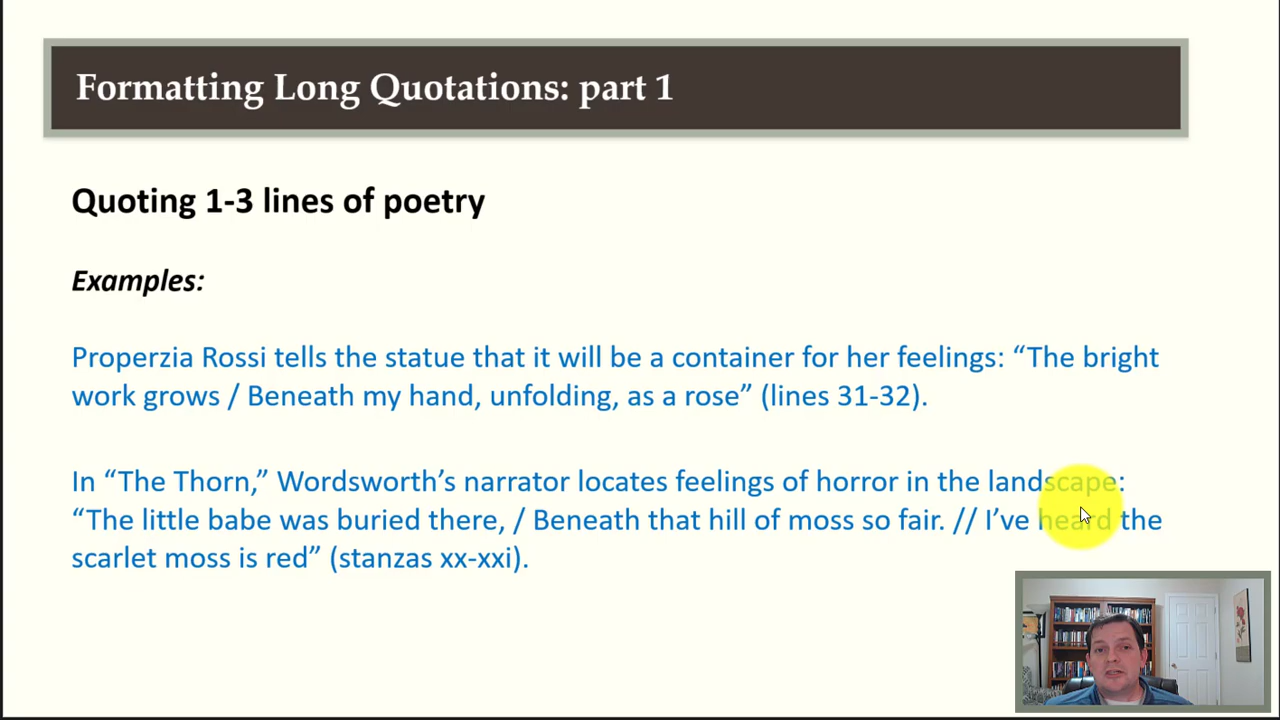 Formatting Long Quotations: part 1
Quoting 1-3 lines of poetry
Examples:
Properzia Rossi tells the statue that it will be a container for her feelings: “The bright
work grows / Beneath my hand, unfolding, as a rose” (lines 31-32).
In “The Thorn,” Wordsworth’s narrator locates feelings of horror in the landscape:
“The little babe was buried there, / Beneath that hill of moss so fair. // I’ve heard the
scarlet moss is red” (stanzas xx-xxi).